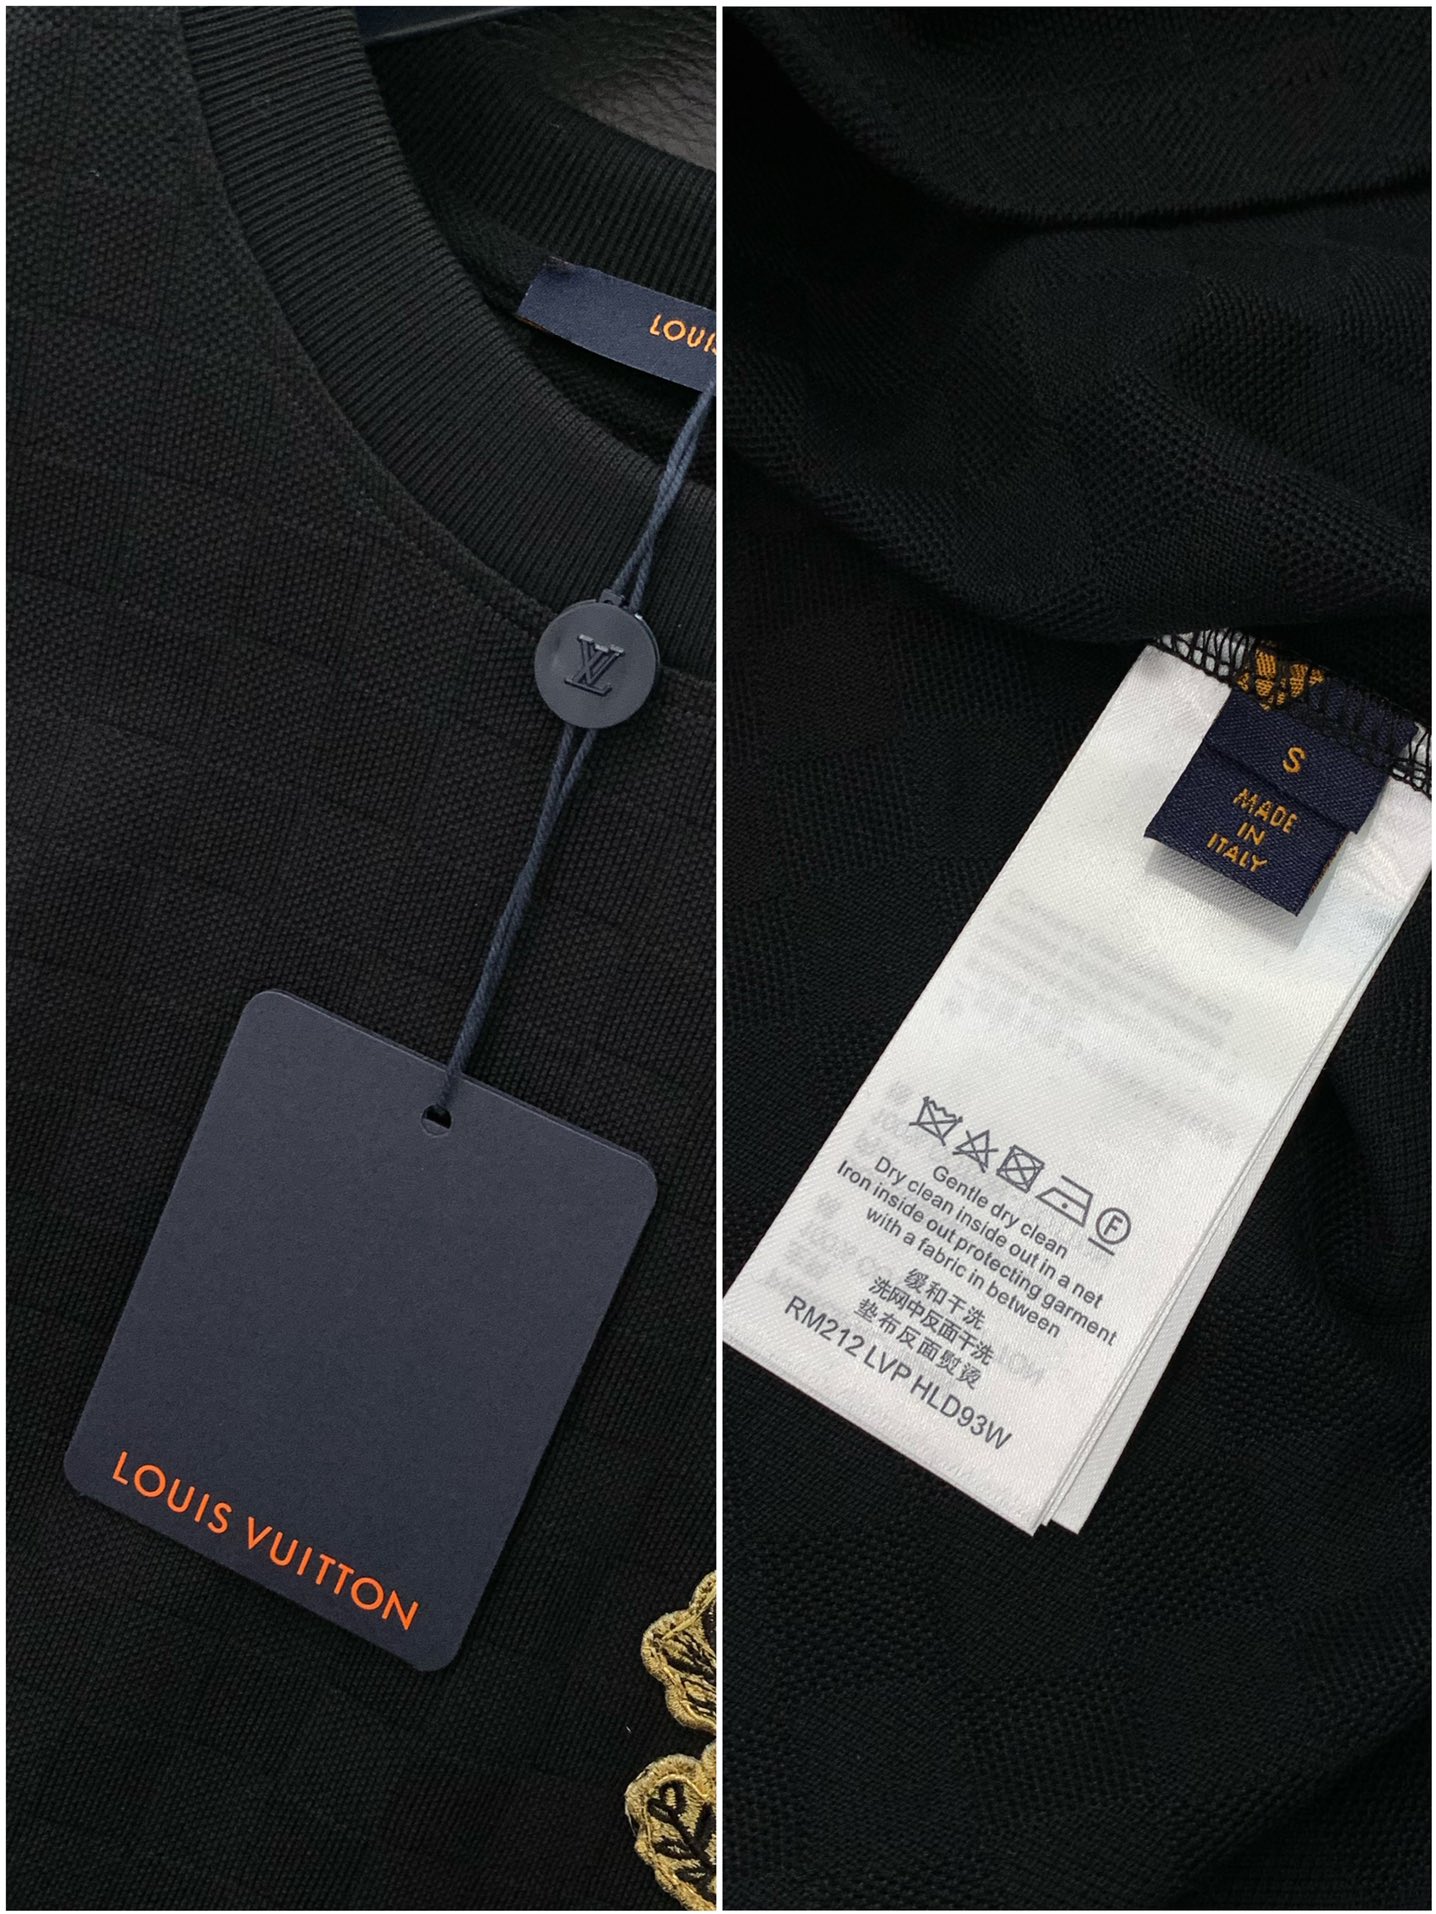 LOUIS
LV
LOUIS VUITTON
S
MADE
IN
ITALY
Gentle dry clean
Dry clean inside out in a net
Iron inside out protecting garment
with a fabric in between
缓和干洗
洗网中反面干洗
垫布反面熨烫
RM212 LVP HLD93W